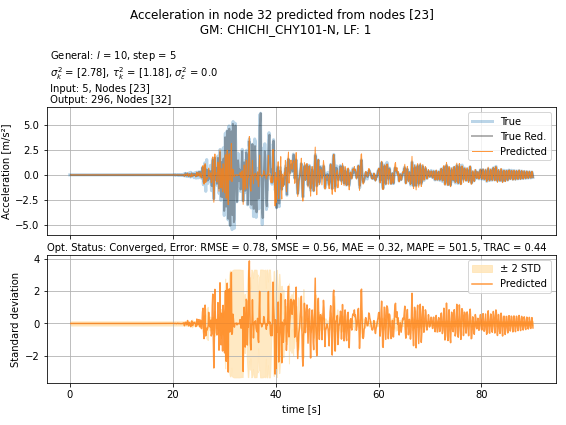 Acceleration in node 32 predicted from nodes [23]
GM: CHICHI_CHY101-N, LF: 1
General: l = 10, step = 5
σ²ₖ = [2.78], τ²ₖ = [1.18], σ²ε = 0.0
Input: 5, Nodes [23]
Output: 296, Nodes [32]
Acceleration [m/s²]
5.0
2.5
0.0
−2.5
−5.0
True
True Red.
Predicted
Opt. Status: Converged, Error: RMSE = 0.78, SMSE = 0.56, MAE = 0.32, MAPE = 501.5, TRAC = 0.44
Standard deviation
4
2
0
−2
± 2 STD
Predicted
0 20 40 60 80
time [s]